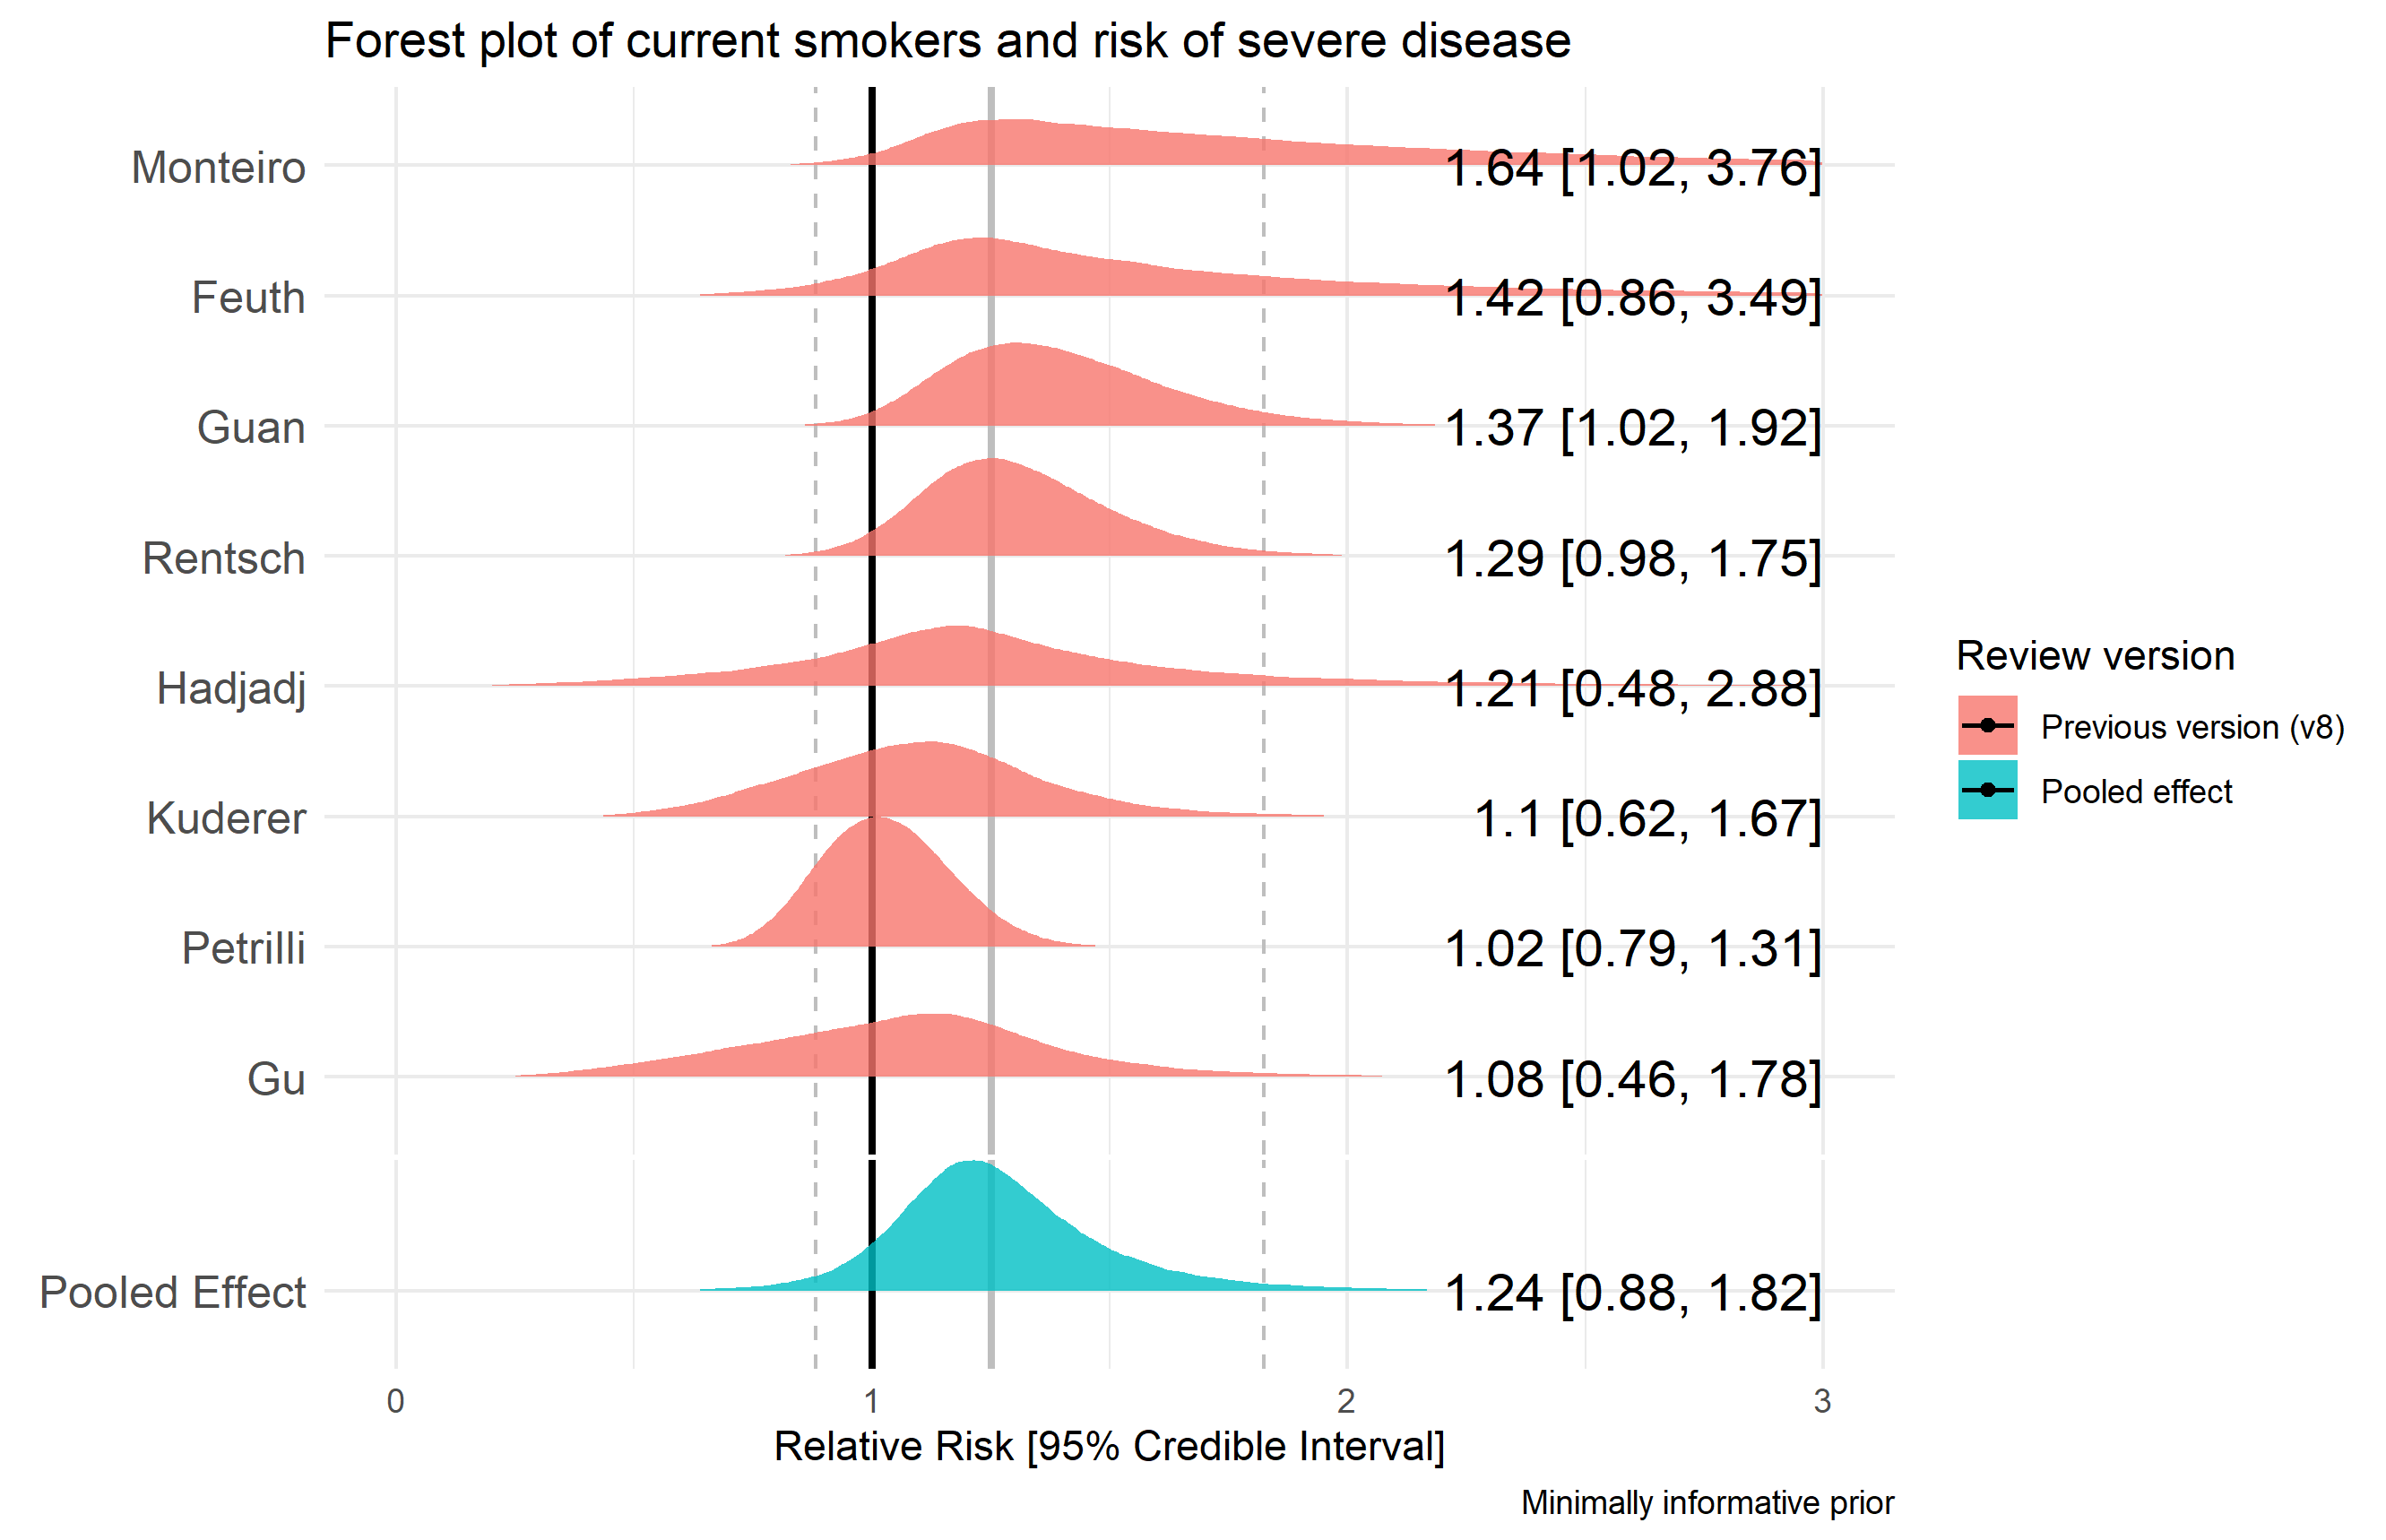 Forest plot of current smokers and risk of severe disease
Monteiro 1.64 [1.02, 3.76]
Feuth 1.42 [0.86, 3.49]
Guan 1.37 [1.02, 1.92]
Rentsch 1.29 [0.98, 1.75]
Hadjadj 1.21 [0.48, 2.88]
Kuderer 1.1 [0.62, 1.67]
Petrilli 1.02 [0.79, 1.31]
Gu 1.08 [0.46, 1.78]
Pooled Effect 1.24 [0.88, 1.82]
0 1 2 3
Relative Risk [95% Credible Interval]
Minimally informative prior
Review version
Previous version (v8)
Pooled effect